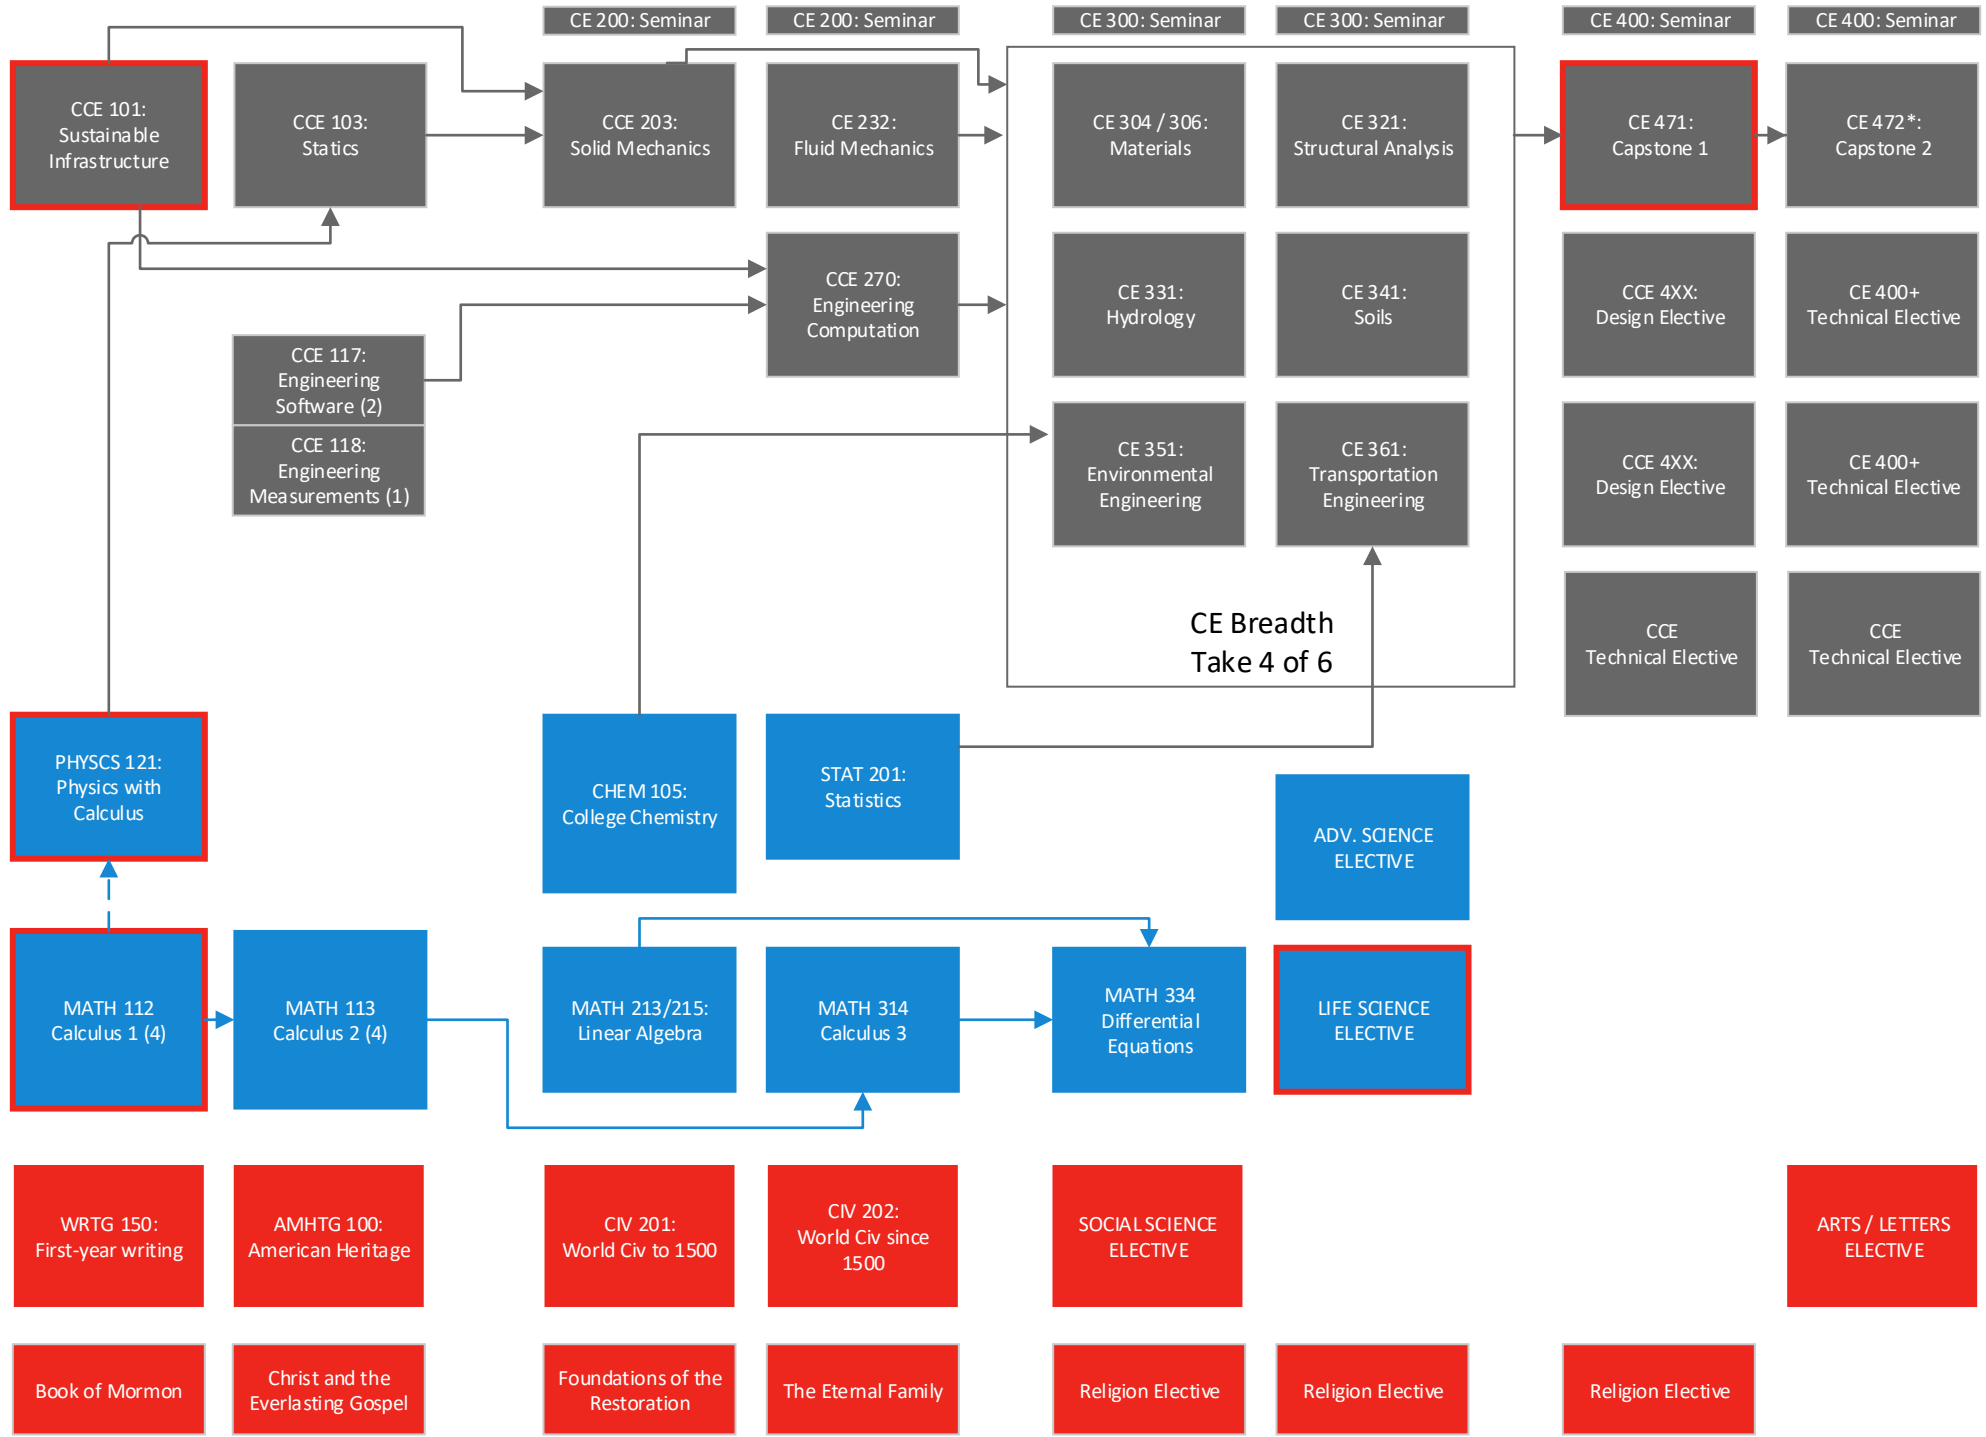 CE 200: Seminar
CE 200: Seminar
CE 300: Seminar
CE 300: Seminar
CE 400: Seminar
CE 400: Seminar
CCE 101:
Sustainable
Infrastructure
CCE 103:
Statics
CCE 203:
Solid Mechanics
CE 232:
Fluid Mechanics
CE 304 / 306:
Materials
CE 321:
Structural Analysis
CE 471:
Capstone 1
CE 472*:
Capstone 2
CCE 270:
Engineering
Computation
CE 331:
Hydrology
CE 341:
Soils
CCE 4XX:
Design Elective
CE 400+
Technical Elective
CCE 117:
Engineering
Software (2)
CCE 118:
Engineering
Measurements (1)
CE 351:
Environmental
Engineering
CE 361:
Transportation
Engineering
CCE 4XX:
Design Elective
CE 400+
Technical Elective
CE Breadth
Take 4 of 6
CCE
Technical Elective
CCE
Technical Elective
PHYSCS 121:
Physics with
Calculus
CHEM 105:
College Chemistry
STAT 201:
Statistics
ADV. SCIENCE
ELECTIVE
MATH 112
Calculus 1 (4)
MATH 113
Calculus 2 (4)
MATH 213/215:
Linear Algebra
MATH 314
Calculus 3
MATH 334
Differential
Equations
LIFE SCIENCE
ELECTIVE
WRTG 150:
First-year writing
AMHTG 100:
American Heritage
CIV 201:
World Civ to 1500
CIV 202:
World Civ since
1500
SOCIAL SCIENCE
ELECTIVE
ARTS / LETTERS
ELECTIVE
Book of Mormon
Christ and the
Everlasting Gospel
Foundations of the
Restoration
The Eternal Family
Religion Elective
Religion Elective
Religion Elective